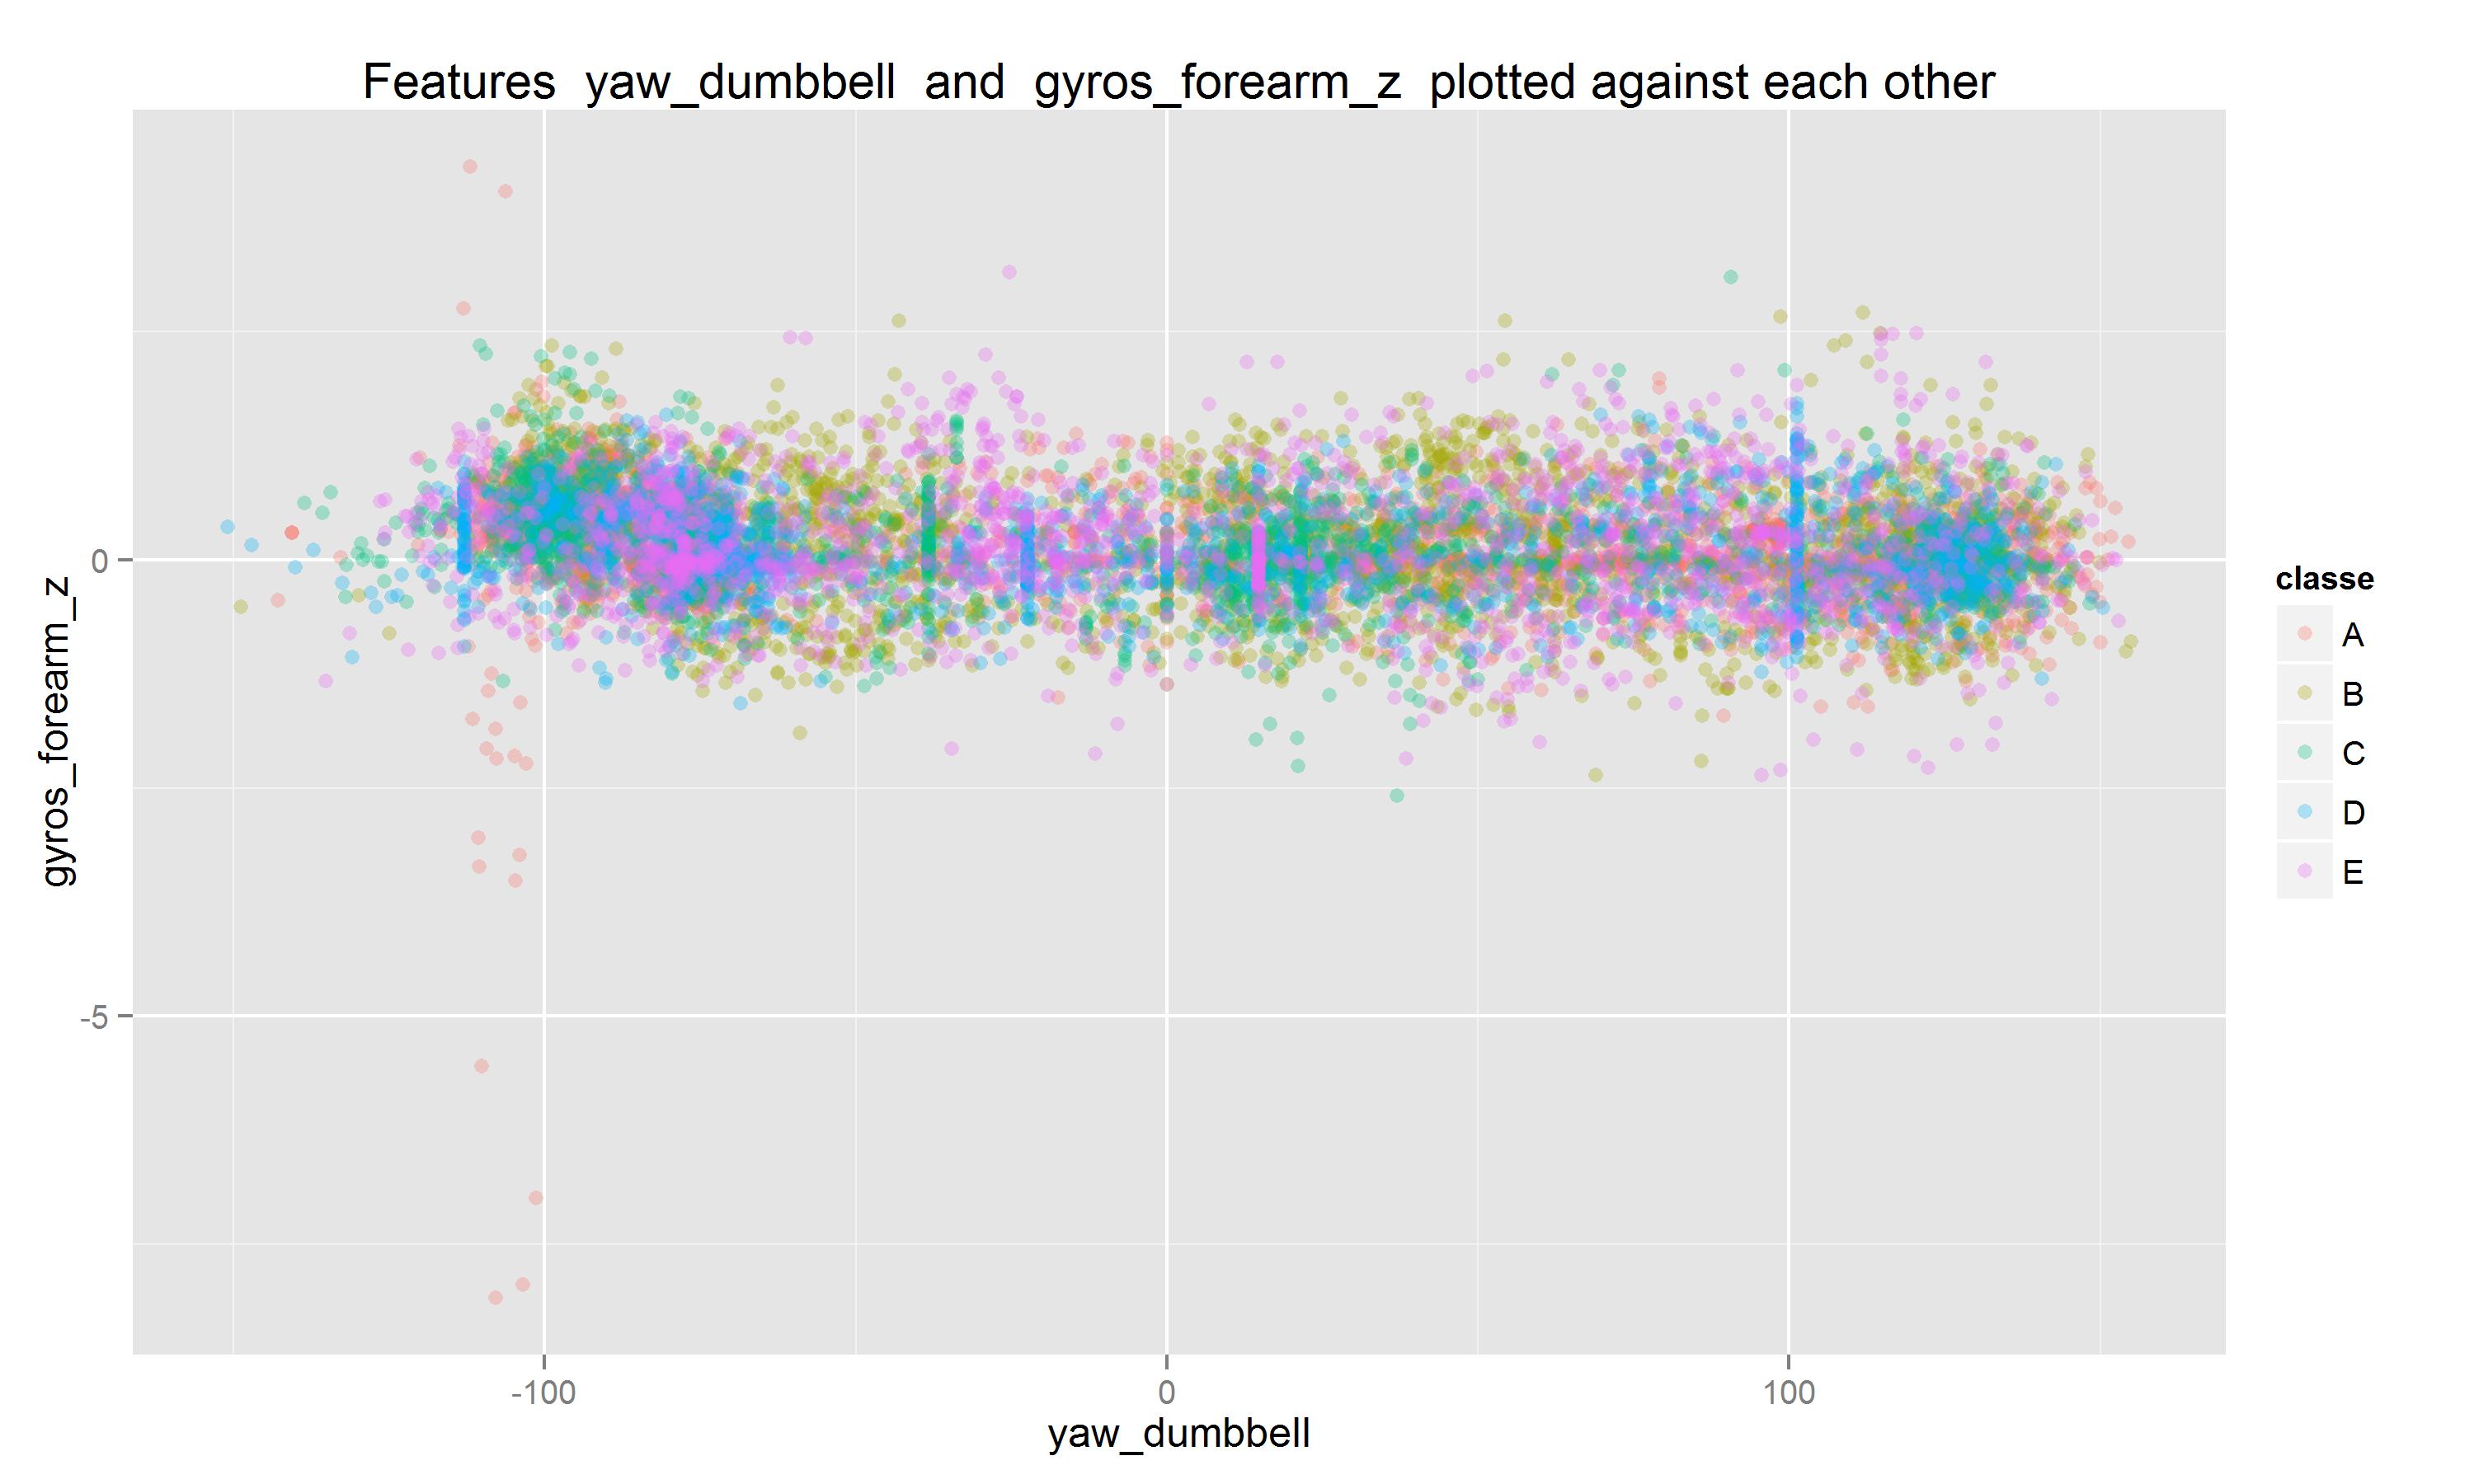 Features yaw_dumbbell and gyros_forearm_z plotted against each other
gyros_forearm_z
0
-5
-100
0
100
yaw_dumbbell
classe
A
B
C
D
E